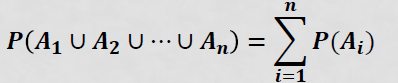 P(A₁ ∪ A₂ ∪ ⋯ ∪ Aₙ) = ∑ᵢ₌₁ⁿ P(Aᵢ)